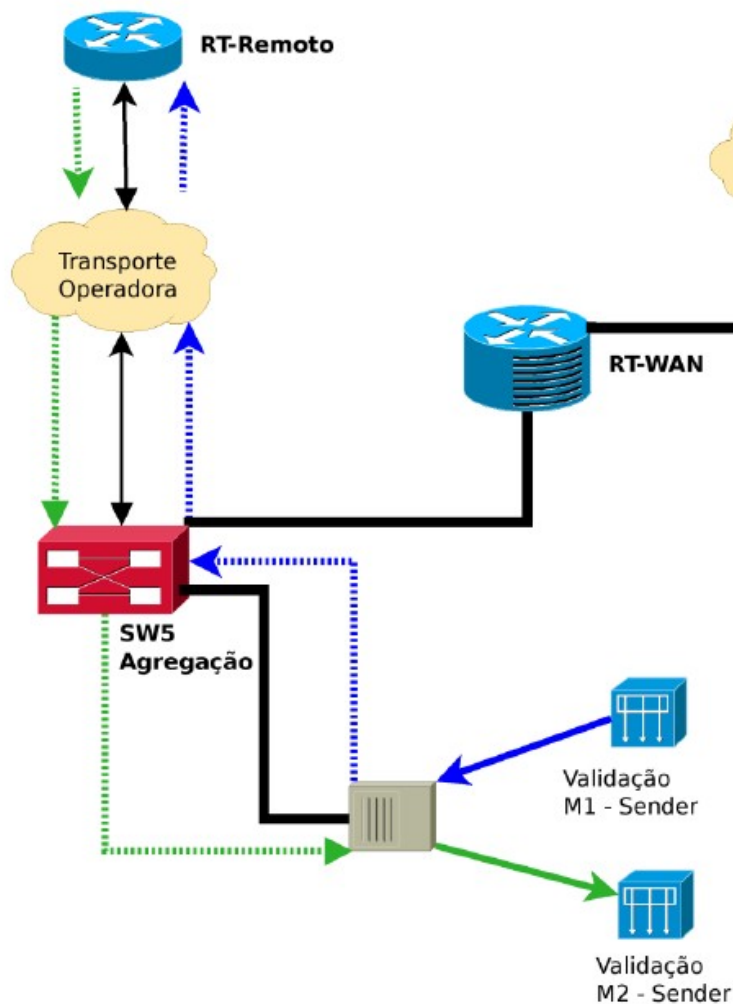 RT-Remoto
Transporte
Operadora
RT-WAN
SW5
Agregação
Validação
M1 - Sender
Validação
M2 - Sender